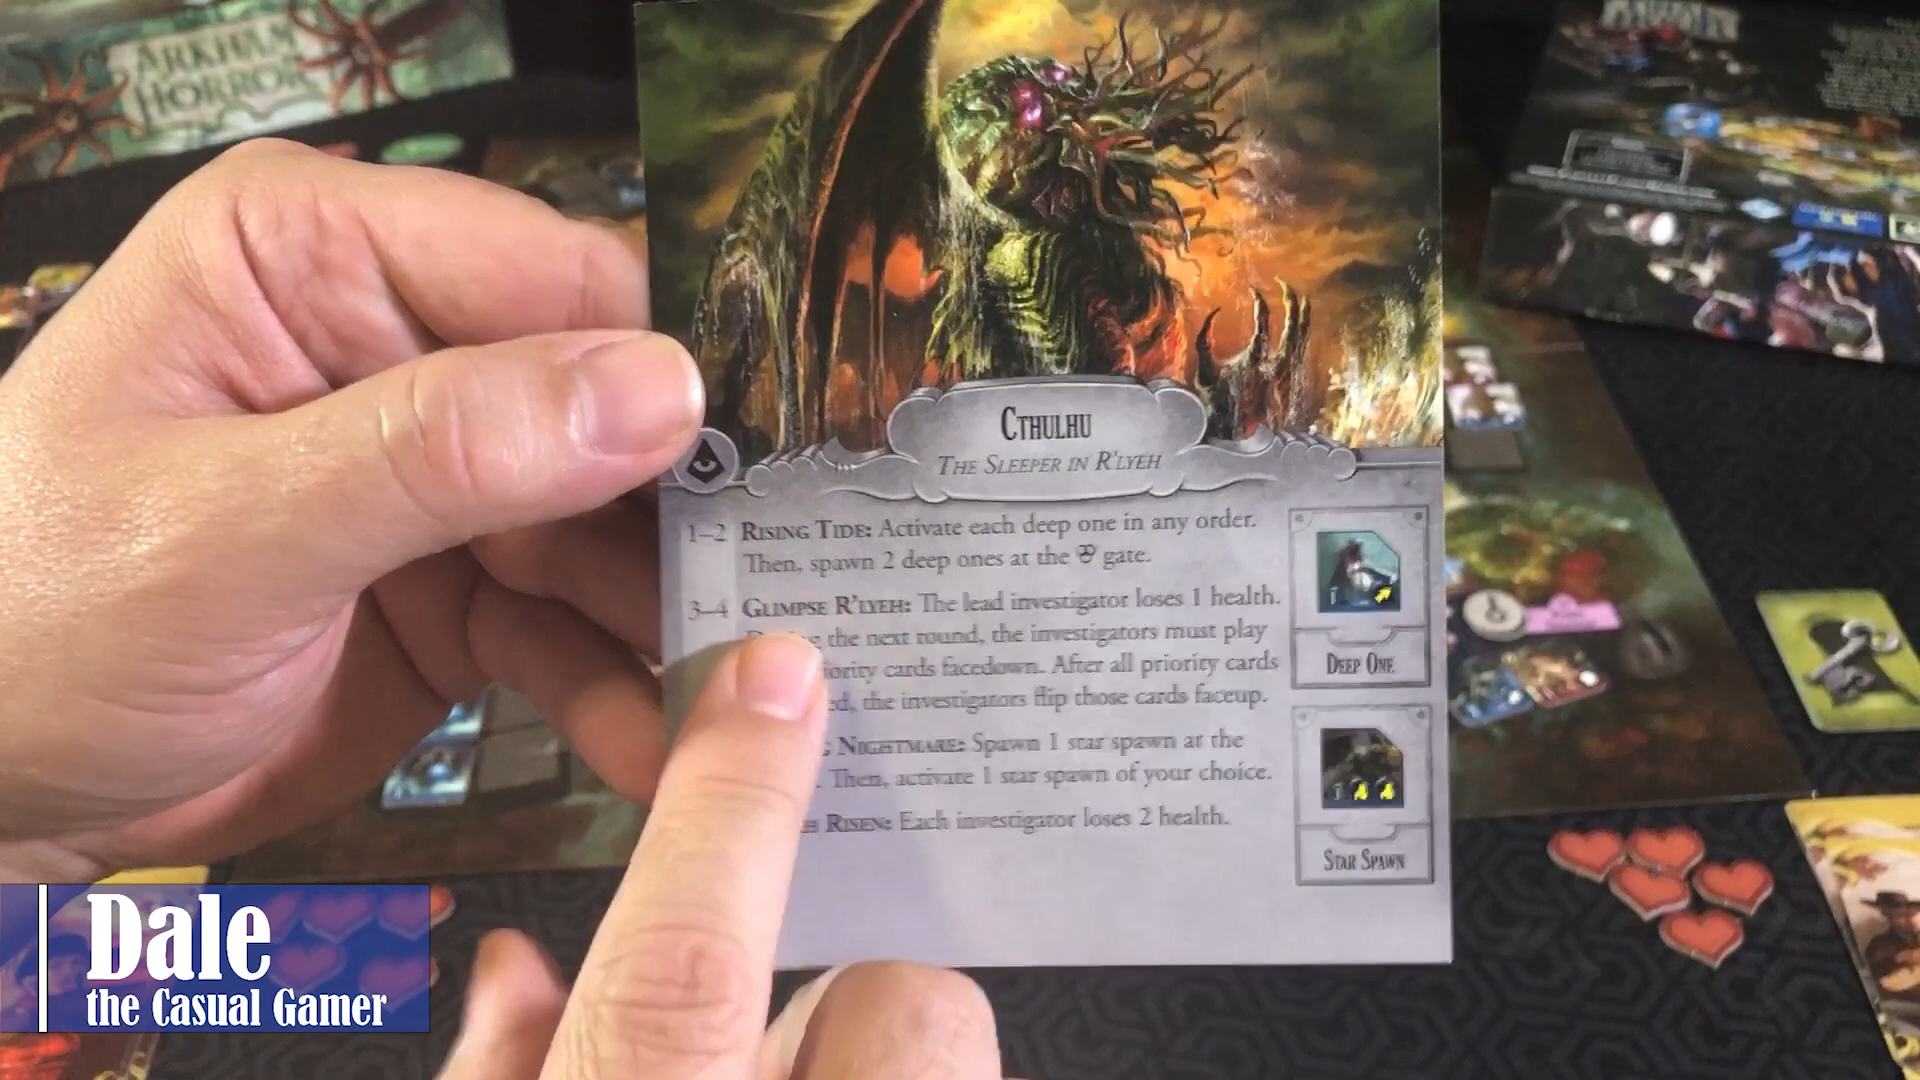 ARKHAM
HORROR
CTHULHU
THE SLEEPER IN R'LYEH
1–2 RISING TIDE: Activate each deep one in any order.
Then, spawn 2 deep ones at the gate.
3–4 GLIMPSE R'LYEH: The lead investigator loses 1 health.
the next round, the investigators must play
cards facedown. After all priority cards
the investigators flip those cards faceup.
NIGHTMARE: Spawn 1 star spawn at the
Then, activate 1 star spawn of your choice.
RISEN: Each investigator loses 2 health.
DEEP ONE
STAR SPAWN
Dale
the Casual Gamer